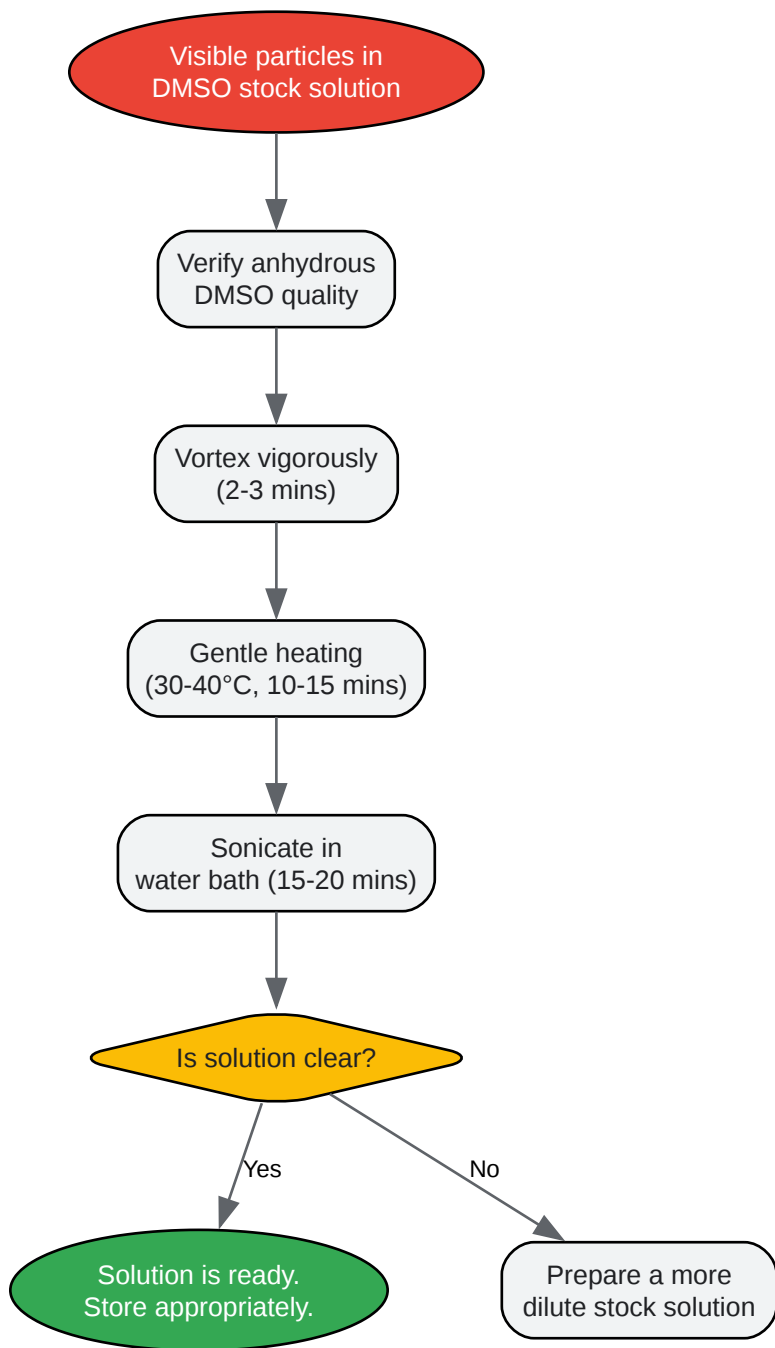 Visible particles in
DMSO stock solution
Verify anhydrous
DMSO quality
Vortex vigorously
(2-3 mins)
Gentle heating
(30-40°C, 10-15 mins)
Sonicate in
water bath (15-20 mins)
Is solution clear?
Yes
No
Solution is ready.
Store appropriately.
Prepare a more
dilute stock solution